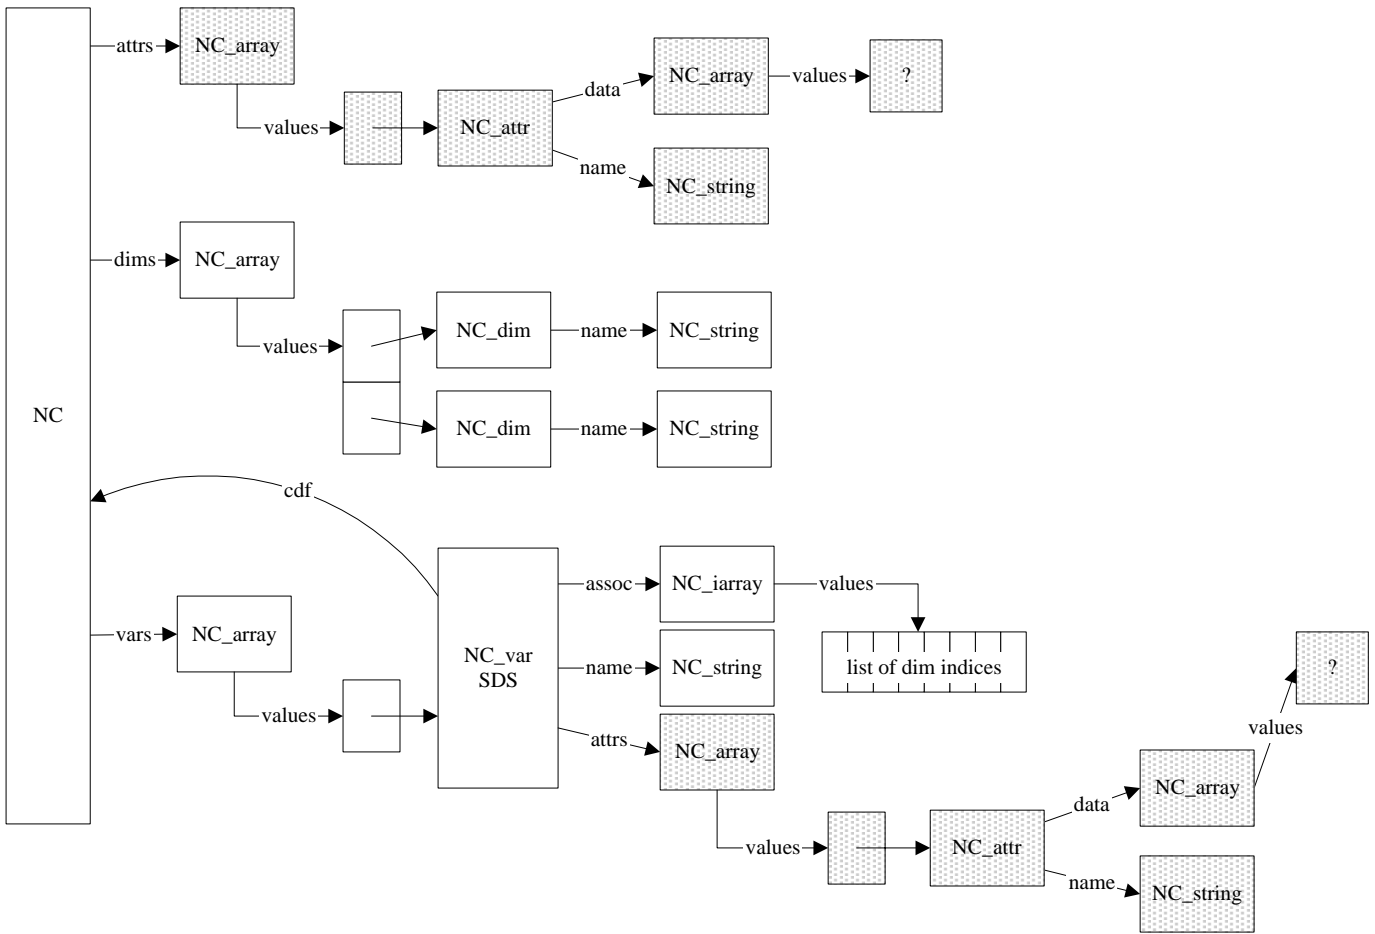 attrs
NC_array
values
NC_attr
data
NC_array
values
?
name
NC_string
dims
NC_array
values
NC_dim
name
NC_string
NC_dim
name
NC_string
NC
cdf
vars
NC_array
values
NC_var
SDS
assoc
NC_iarray
values
list of dim indices
name
NC_string
attrs
NC_array
values
NC_attr
data
NC_array
values
?
name
NC_string